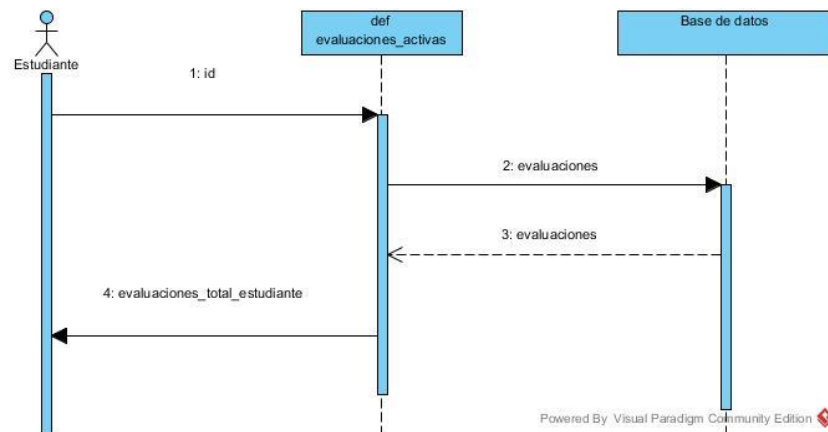 def
evaluaciones_activas
Base de datos
Estudiante
1: id
2: evaluaciones
3: evaluaciones
4: evaluaciones_total_estudiante
Powered By Visual Paradigm Community Edition